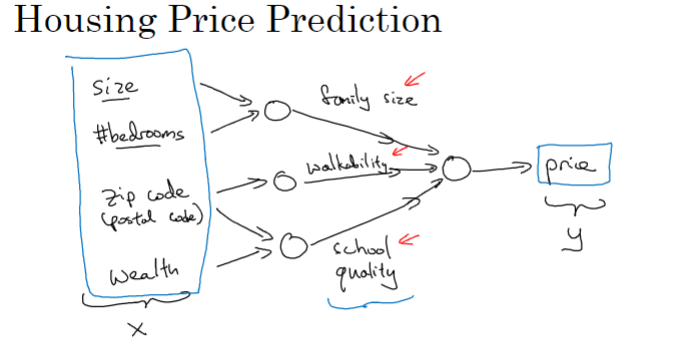 Housing Price Prediction
size
#bedrooms
zip code
(postal code)
wealth
x
family size
walkability
school
quality
price
y